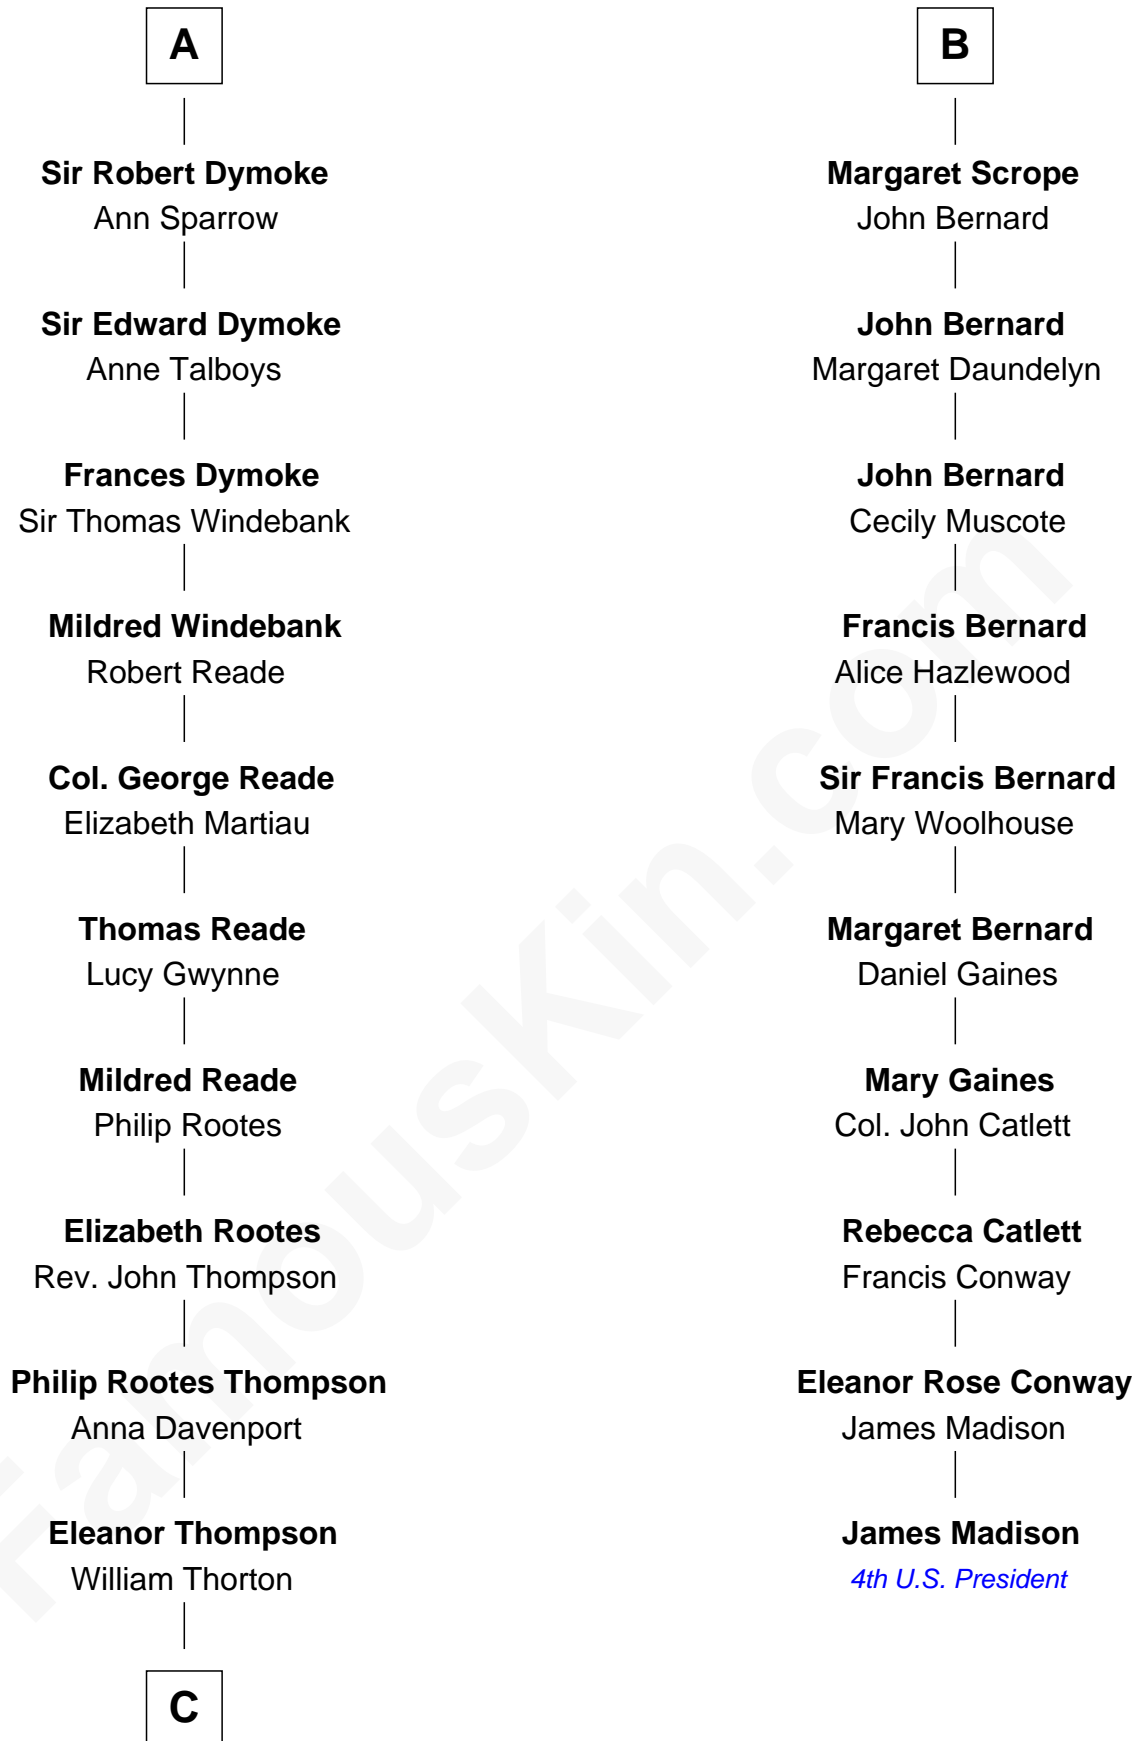 A
Sir Robert Dymoke
Ann Sparrow
Sir Edward Dymoke
Anne Talboys
Frances Dymoke
Sir Thomas Windebank
Mildred Windebank
Robert Reade
Col. George Reade
Elizabeth Martiau
Thomas Reade
Lucy Gwynne
Mildred Reade
Philip Rootes
Elizabeth Rootes
Rev. John Thompson
Philip Rootes Thompson
Anna Davenport
Eleanor Thompson
William Thorton
C
B
Margaret Scrope
John Bernard
John Bernard
Margaret Daundelyn
John Bernard
Cecily Muscote
Francis Bernard
Alice Hazlewood
Sir Francis Bernard
Mary Woolhouse
Margaret Bernard
Daniel Gaines
Mary Gaines
Col. John Catlett
Rebecca Catlett
Francis Conway
Eleanor Rose Conway
James Madison
James Madison
4th U.S. President
FamousKin.com